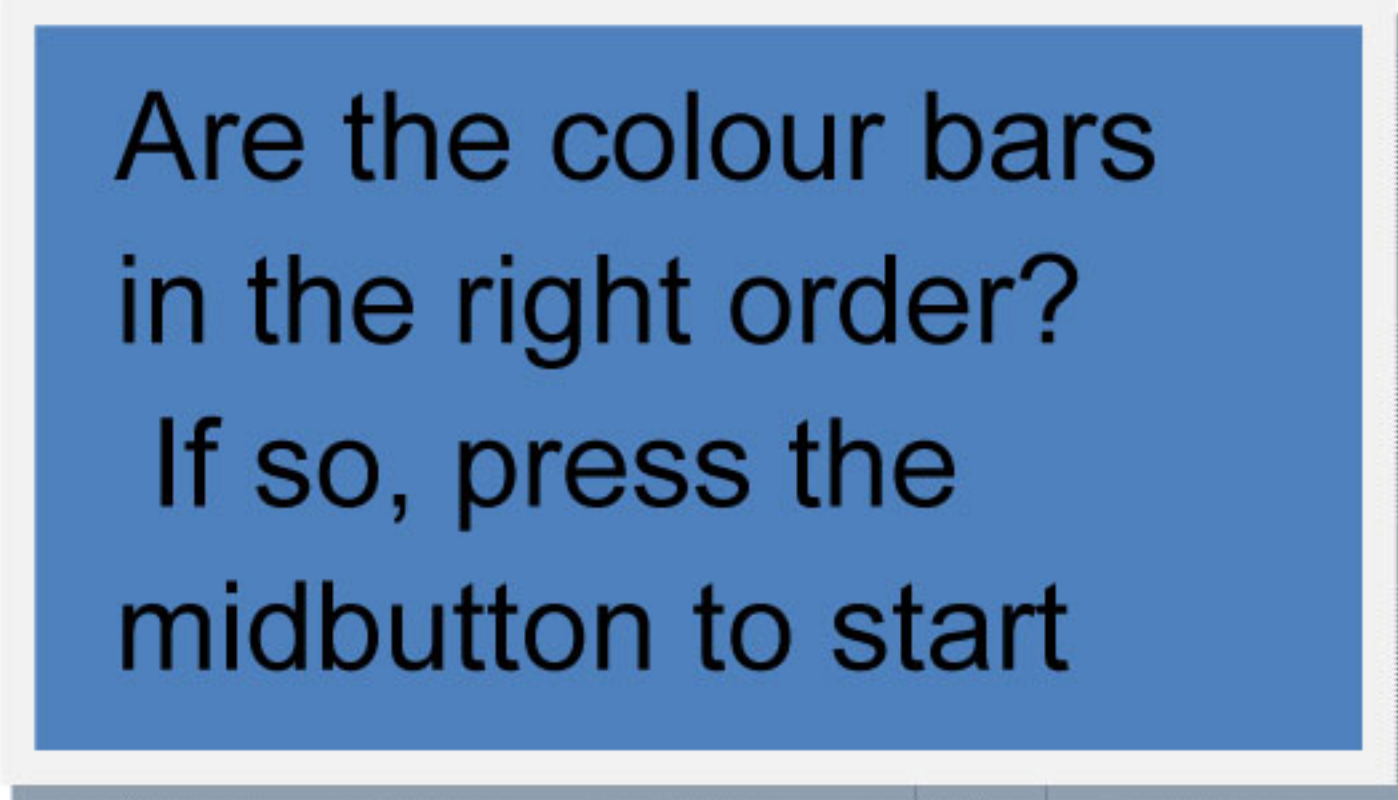 Are the colour bars
in the right order?
If so, press the
midbutton to start